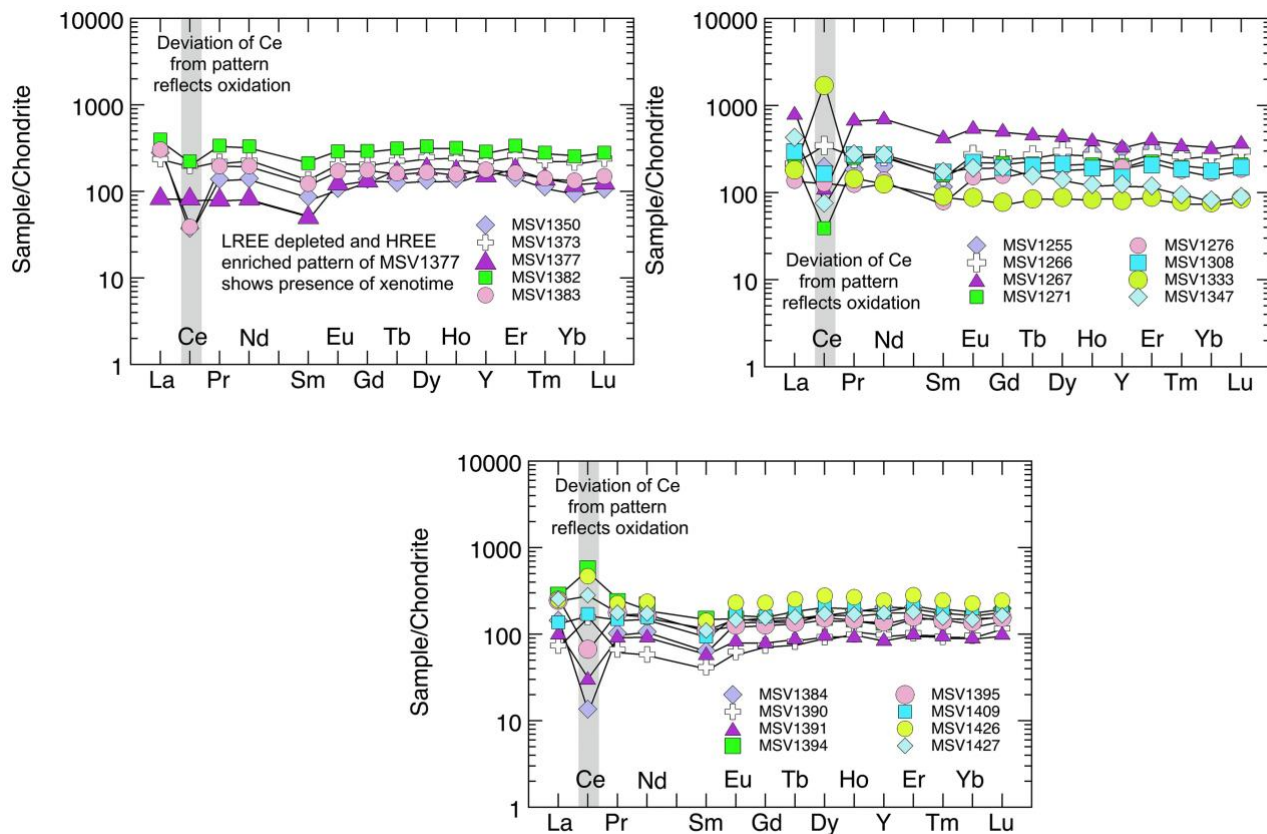 10000
1000
100
10
1
Sample/Chondrite
Deviation of Ce
from pattern
reflects oxidation
LREE depleted and HREE
enriched pattern of MSV1377
shows presence of xenotime
MSV1350
MSV1373
MSV1377
MSV1382
MSV1383
Ce Nd Eu Tb Ho Er Yb
La Pr Sm Gd Dy Y Tm Lu
10000
1000
100
10
1
Sample/Chondrite
Deviation of Ce
from pattern
reflects oxidation
MSV1255
MSV1266
MSV1267
MSV1271
MSV1276
MSV1308
MSV1333
MSV1347
Ce Nd Eu Tb Ho Er Yb
La Pr Sm Gd Dy Y Tm Lu
10000
1000
100
10
1
Sample/Chondrite
Deviation of Ce
from pattern
reflects oxidation
MSV1384
MSV1390
MSV1391
MSV1394
MSV1395
MSV1409
MSV1426
MSV1427
Ce Nd Eu Tb Ho Er Yb
La Pr Sm Gd Dy Y Tm Lu